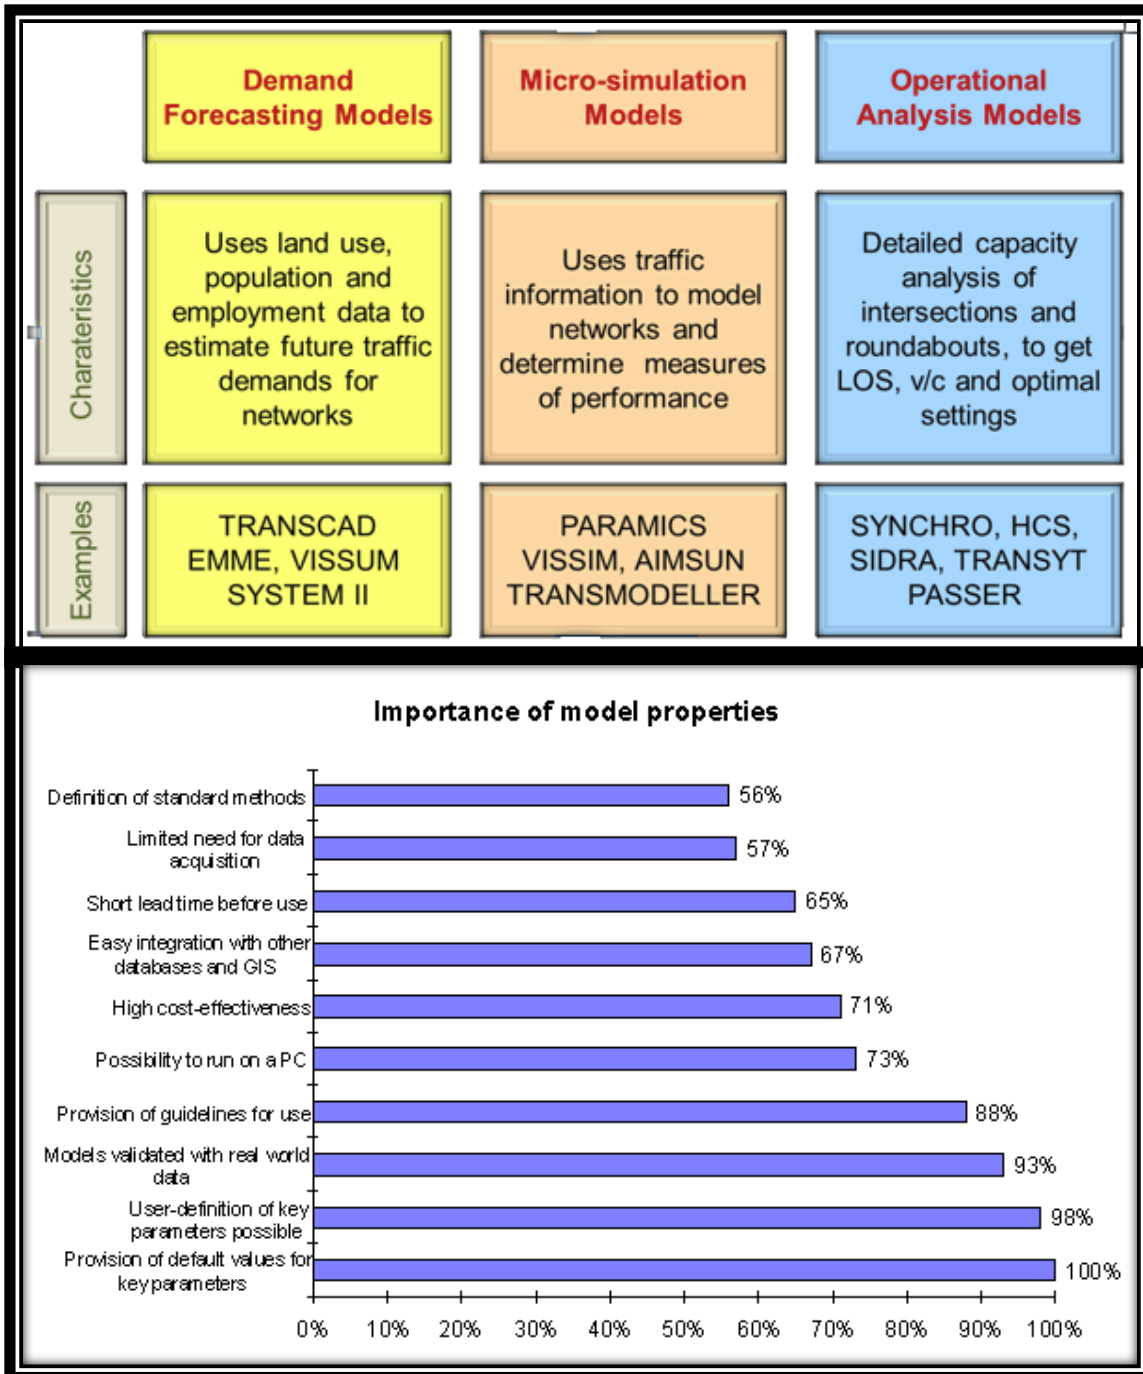 Demand
Forecasting Models
Micro-simulation
Models
Operational
Analysis Models
Charateristics
Uses land use,
population and
employment data to
estimate future traffic
demands for
networks
Uses traffic
information to model
networks and
determine measures
of performance
Detailed capacity
analysis of
intersections and
roundabouts, to get
LOS, v/c and optimal
settings
Examples
TRANSCAD
EMME, VISSUM
SYSTEM II
PARAMICS
VISSIM, AIMSUN
TRANSMODELLER
SYNCHRO, HCS,
SIDRA, TRANSYT
PASSER
Importance of model properties
Definition of standard methods
56%
Limited need for data
acquisition
57%
Short lead time before use
65%
Easy integration with other
databases and GIS
67%
High cost-effectiveness
71%
Possibility to run on a PC
73%
Provision of guidelines for use
88%
Models validated with real world
data
93%
User-definition of key
parameters possible
98%
Provision of default values for
key parameters
100%
0% 10% 20% 30% 40% 50% 60% 70% 80% 90% 100%